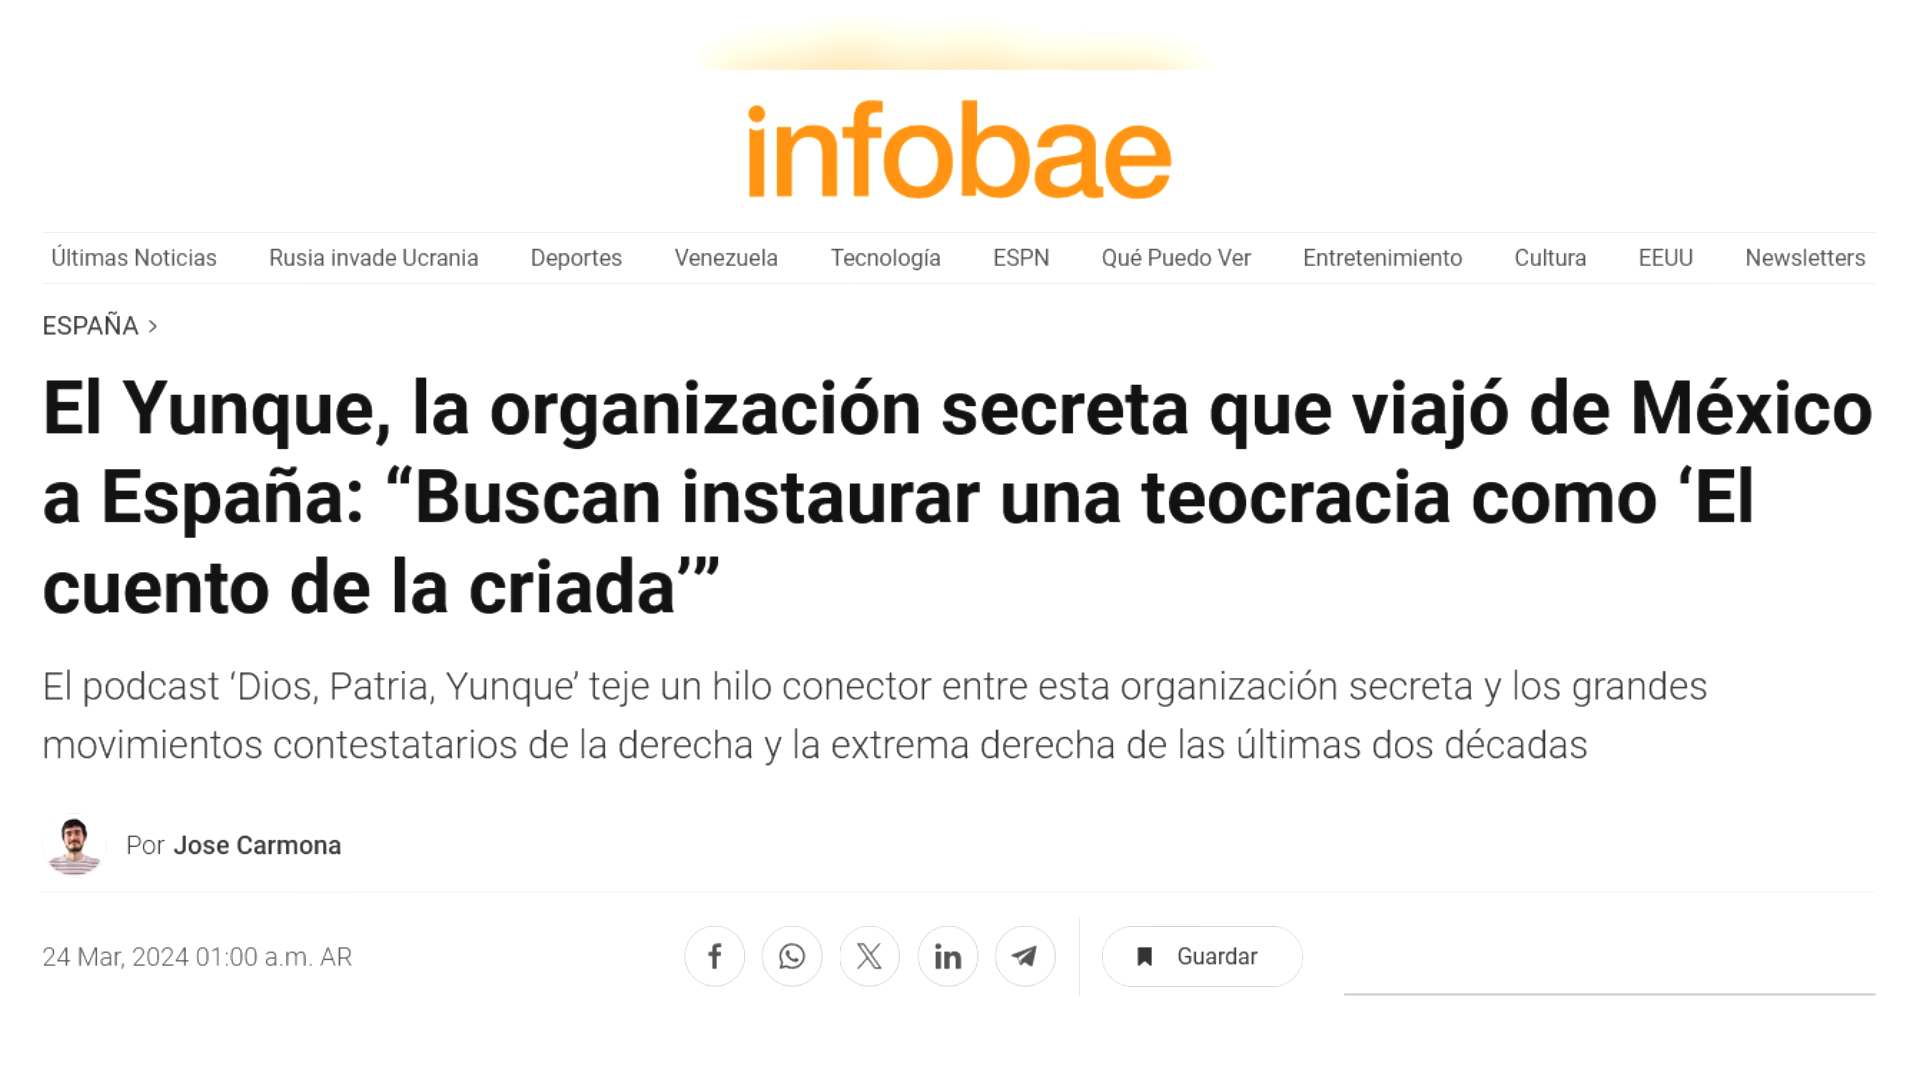 infobae
Últimas Noticias Rusia invade Ucrania Deportes Venezuela Tecnología ESPN Qué Puedo Ver Entretenimiento Cultura EEUU Newsletters
ESPAÑA >
El Yunque, la organización secreta que viajó de México
a España: “Buscan instaurar una teocracia como ‘El
cuento de la criada’”
El podcast ‘Dios, Patria, Yunque’ teje un hilo conector entre esta organización secreta y los grandes
movimientos contestatarios de la derecha y la extrema derecha de las últimas dos décadas
Por Jose Carmona
24 Mar, 2024 01:00 a.m. AR
Guardar